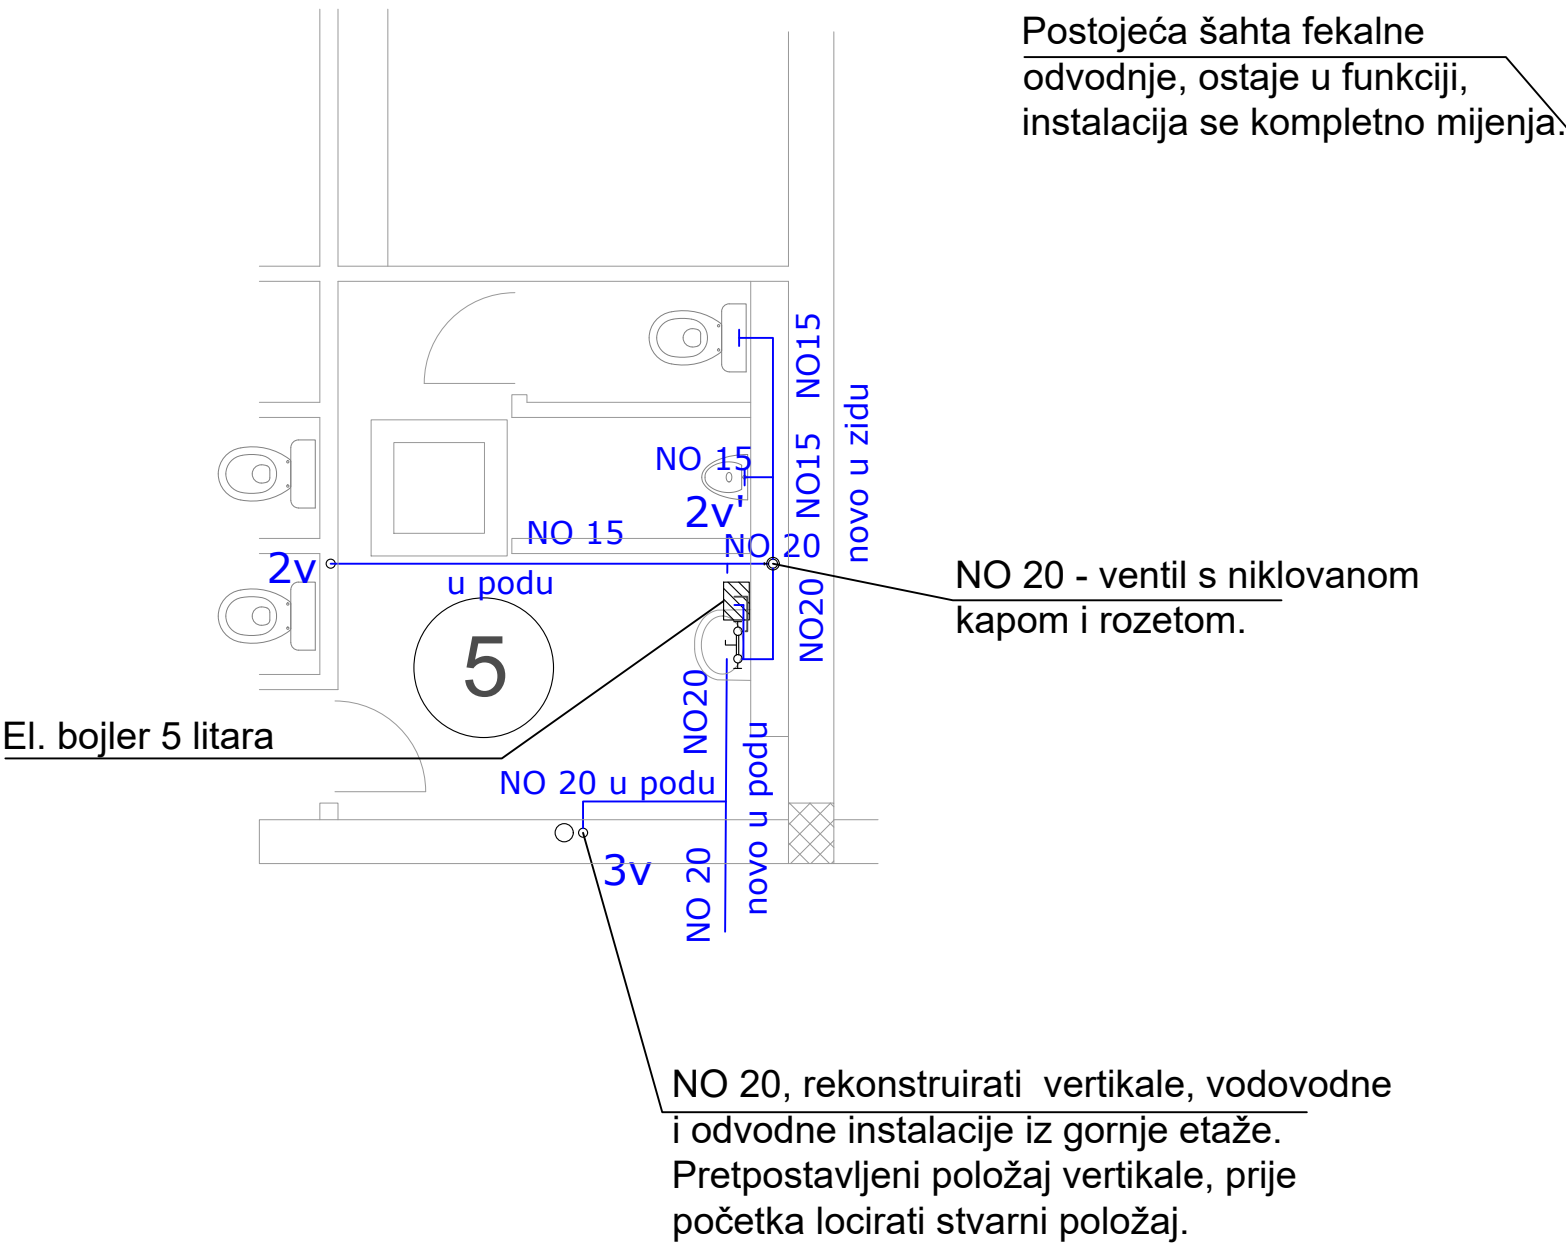 Postojeća šahta fekalne
odvodnje, ostaje u funkciji,
instalacija se kompletno mijenja.
NO15
novo u zidu
NO15
NO 15
2v'
NO 15
NO 20
2v
u podu
NO20
NO 20 - ventil s niklovanom
kapom i rozetom.
5
NO20
El. bojler 5 litara
NO 20 u podu
novo u podu
3v
NO 20
NO 20, rekonstruirati  vertikale, vodovodne
i odvodne instalacije iz gornje etaže.
Pretpostavljeni položaj vertikale, prije
početka locirati stvarni položaj.